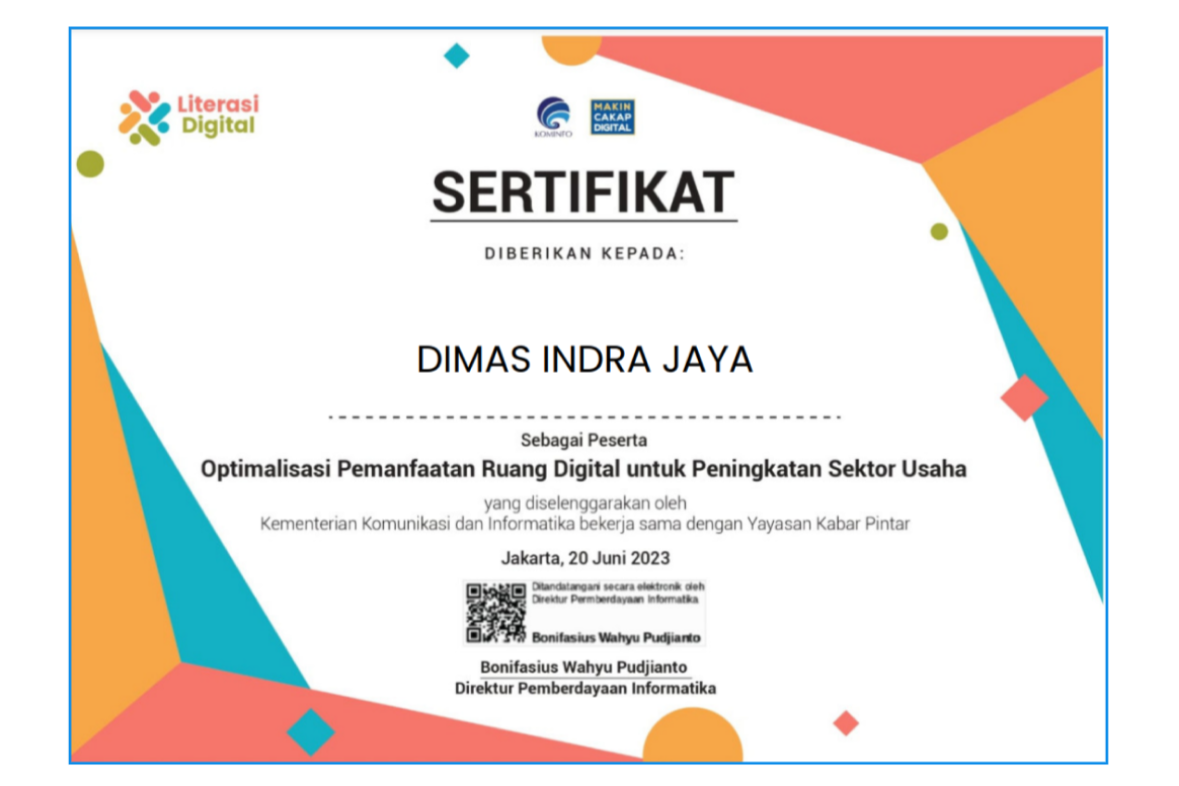 Literasi
Digital
KOMINFO
MAKIN
CAKAP
DIGITAL
SERTIFIKAT
DIBERIKAN KEPADA:
DIMAS INDRA JAYA
Sebagai Peserta
Optimalisasi Pemanfaatan Ruang Digital untuk Peningkatan Sektor Usaha
yang diselenggarakan oleh
Kementerian Komunikasi dan Informatika bekerja sama dengan Yayasan Kabar Pintar
Jakarta, 20 Juni 2023
Ditandatangani secara elektronik oleh
Direktur Permberdayaan Informatika
Bonifasius Wahyu Pudjianto
Bonifasius Wahyu Pudjianto
Direktur Pemberdayaan Informatika